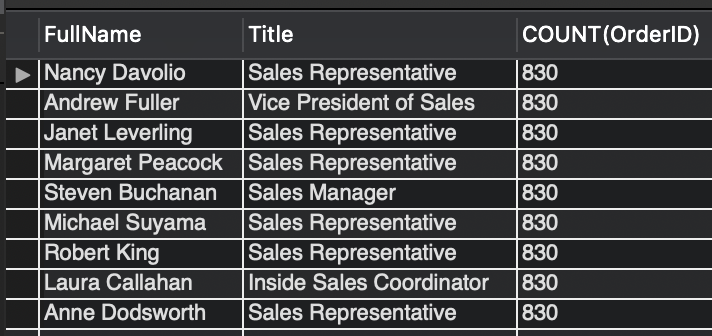 FullName Title COUNT(OrderID)
Nancy Davolio Sales Representative 830
Andrew Fuller Vice President of Sales 830
Janet Leverling Sales Representative 830
Margaret Peacock Sales Representative 830
Steven Buchanan Sales Manager 830
Michael Suyama Sales Representative 830
Robert King Sales Representative 830
Laura Callahan Inside Sales Coordinator 830
Anne Dodsworth Sales Representative 830